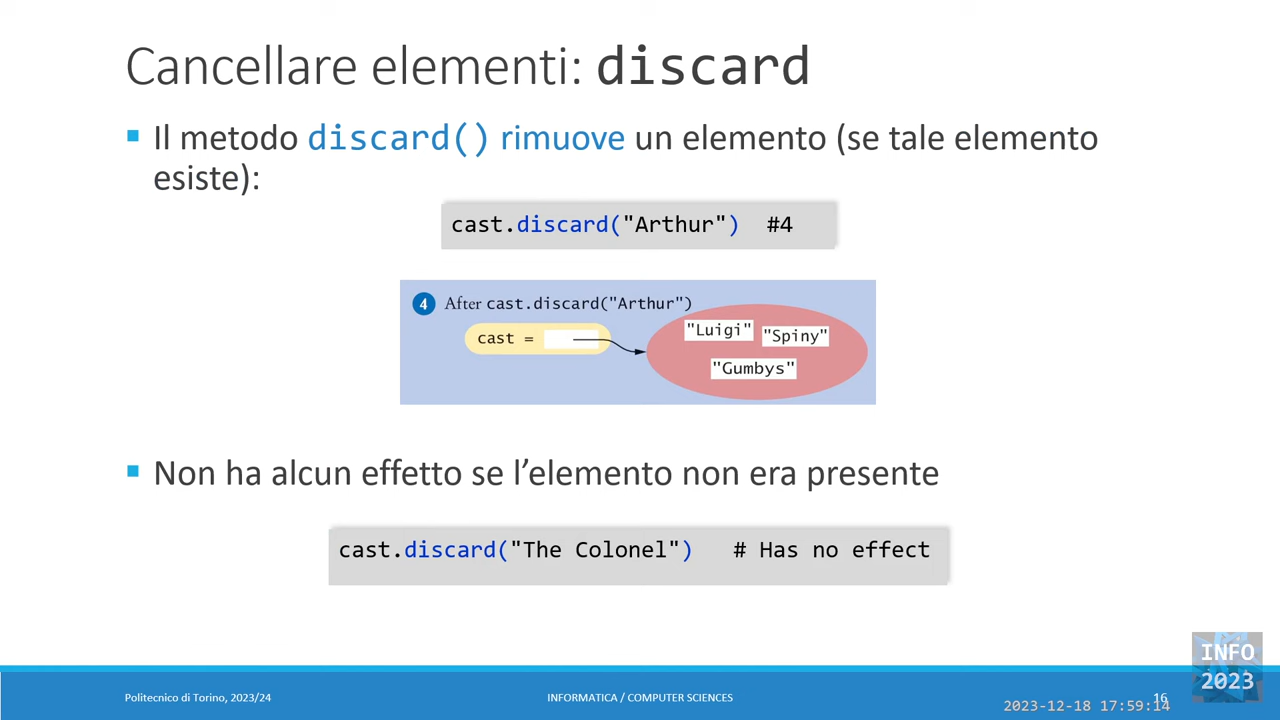 Cancellare elementi: discard
▪ Il metodo discard() rimuove un elemento (se tale elemento
esiste):
cast.discard("Arthur")  #4
4 After cast.discard("Arthur")
cast =
"Luigi" "Spiny"
"Gumbys"
▪ Non ha alcun effetto se l’elemento non era presente
cast.discard("The Colonel")   # Has no effect
INFO
2023
Politecnico di Torino, 2023/24
INFORMATICA / COMPUTER SCIENCES
16
2023-12-18 17:59:14